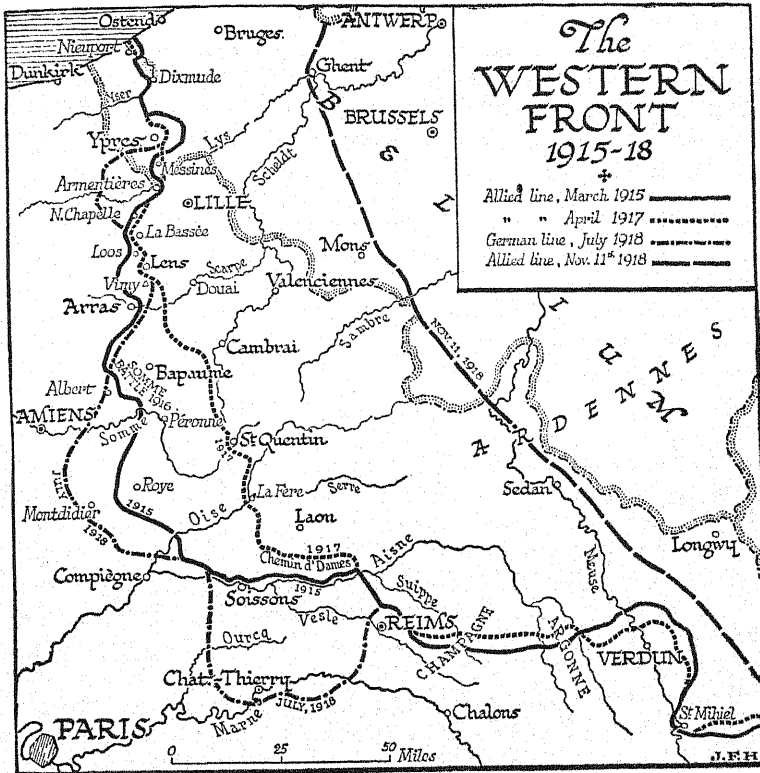 The
WESTERN
FRONT
1915-18
Allied line, March 1915
" " April 1917
German line, July 1918
Allied line, Nov. 11th 1918
Ostend
Bruges.
ANTWERP
Nieuport
Dunkirk
Dixmude
Ghent
Yser
BRUSSELS
Ypres
Lys
Messines
Scheldt
Armentières
LILLE
N. Chapelle
La Bassée
Loos
Lens
Mons
Scarpe
Vimy
Douai
Valenciennes
Arras
BELGIUM
Sambre
Cambrai
NOV. 11, 1918
Bapaume
SOMME
BATTLE 1916
Albert
ARDENNES
AMIENS
Somme
Péronne
1917
St Quentin
JULY
1918
Roye
La Fère
Serre
Sedan
Montdidier
1915
Oise
Laon
Longwy
1917
Chemin d'Dames
Aisne
Meuse
Compiègne
Soissons
1915
Suippe
Vesle
REIMS
CHAMPAGNE
ARGONNE
VERDUN
Ourcq
Chat. Thierry
JULY, 1918
Marne
Chalons
St Mihiel
PARIS
0 25 50 Miles
J.F.H